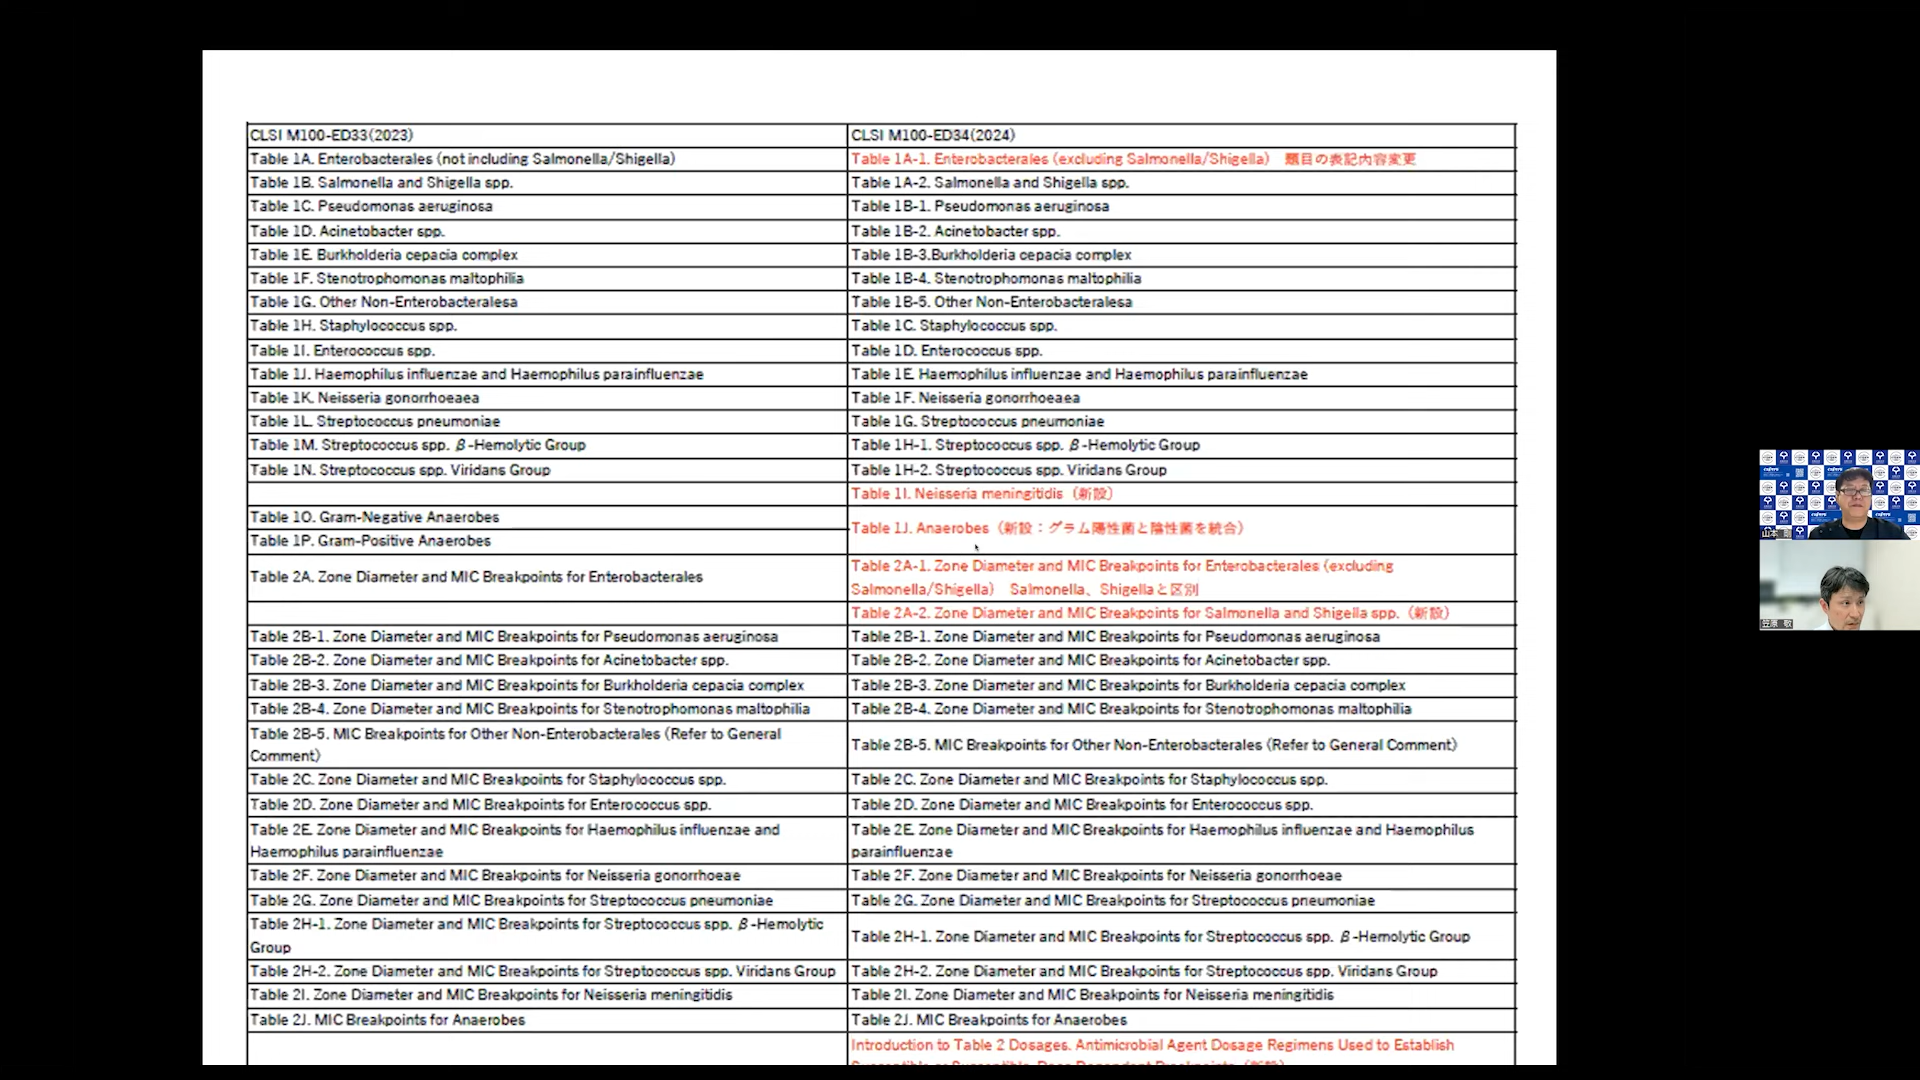 CLSI M100-ED33(2023)
CLSI M100-ED34(2024)
Table 1A. Enterobacterales (not including Salmonella/Shigella)
Table 1A-1. Enterobacterales (excluding Salmonella/Shigella)　題目の表記内容変更
Table 1B. Salmonella and Shigella spp.
Table 1A-2. Salmonella and Shigella spp.
Table 1C. Pseudomonas aeruginosa
Table 1B-1. Pseudomonas aeruginosa
Table 1D. Acinetobacter spp.
Table 1B-2. Acinetobacter spp.
Table 1E. Burkholderia cepacia complex
Table 1B-3.Burkholderia cepacia complex
Table 1F. Stenotrophomonas maltophilia
Table 1B-4. Stenotrophomonas maltophilia
Table 1G. Other Non-Enterobacteralesa
Table 1B-5. Other Non-Enterobacteralesa
Table 1H. Staphylococcus spp.
Table 1C. Staphylococcus spp.
Table 1I. Enterococcus spp.
Table 1D. Enterococcus spp.
Table 1J. Haemophilus influenzae and Haemophilus parainfluenzae
Table 1E. Haemophilus influenzae and Haemophilus parainfluenzae
Table 1K. Neisseria gonorrhoeaea
Table 1F. Neisseria gonorrhoeaea
Table 1L. Streptococcus pneumoniae
Table 1G. Streptococcus pneumoniae
Table 1M. Streptococcus spp. β-Hemolytic Group
Table 1H-1. Streptococcus spp. β-Hemolytic Group
Table 1N. Streptococcus spp. Viridans Group
Table 1H-2. Streptococcus spp. Viridans Group
Table 1I. Neisseria meningitidis（新設）
Table 1O. Gram-Negative Anaerobes
Table 1P. Gram-Positive Anaerobes
Table 1J. Anaerobes（新設：グラム陽性菌と陰性菌を統合）
Table 2A. Zone Diameter and MIC Breakpoints for Enterobacterales
Table 2A-1. Zone Diameter and MIC Breakpoints for Enterobacterales (excluding
Salmonella/Shigella)　Salmonella、Shigellaと区別
Table 2A-2. Zone Diameter and MIC Breakpoints for Salmonella and Shigella spp.（新設）
Table 2B-1. Zone Diameter and MIC Breakpoints for Pseudomonas aeruginosa
Table 2B-1. Zone Diameter and MIC Breakpoints for Pseudomonas aeruginosa
Table 2B-2. Zone Diameter and MIC Breakpoints for Acinetobacter spp.
Table 2B-2. Zone Diameter and MIC Breakpoints for Acinetobacter spp.
Table 2B-3. Zone Diameter and MIC Breakpoints for Burkholderia cepacia complex
Table 2B-3. Zone Diameter and MIC Breakpoints for Burkholderia cepacia complex
Table 2B-4. Zone Diameter and MIC Breakpoints for Stenotrophomonas maltophilia
Table 2B-4. Zone Diameter and MIC Breakpoints for Stenotrophomonas maltophilia
Table 2B-5. MIC Breakpoints for Other Non-Enterobacterales (Refer to General
Comment)
Table 2B-5. MIC Breakpoints for Other Non-Enterobacterales (Refer to General Comment)
Table 2C. Zone Diameter and MIC Breakpoints for Staphylococcus spp.
Table 2C. Zone Diameter and MIC Breakpoints for Staphylococcus spp.
Table 2D. Zone Diameter and MIC Breakpoints for Enterococcus spp.
Table 2D. Zone Diameter and MIC Breakpoints for Enterococcus spp.
Table 2E. Zone Diameter and MIC Breakpoints for Haemophilus influenzae and
Haemophilus parainfluenzae
Table 2E. Zone Diameter and MIC Breakpoints for Haemophilus influenzae and Haemophilus
parainfluenzae
Table 2F. Zone Diameter and MIC Breakpoints for Neisseria gonorrhoeae
Table 2F. Zone Diameter and MIC Breakpoints for Neisseria gonorrhoeae
Table 2G. Zone Diameter and MIC Breakpoints for Streptococcus pneumoniae
Table 2G. Zone Diameter and MIC Breakpoints for Streptococcus pneumoniae
Table 2H-1. Zone Diameter and MIC Breakpoints for Streptococcus spp. β-Hemolytic
Group
Table 2H-1. Zone Diameter and MIC Breakpoints for Streptococcus spp. β-Hemolytic Group
Table 2H-2. Zone Diameter and MIC Breakpoints for Streptococcus spp. Viridans Group
Table 2H-2. Zone Diameter and MIC Breakpoints for Streptococcus spp. Viridans Group
Table 2I. Zone Diameter and MIC Breakpoints for Neisseria meningitidis
Table 2I. Zone Diameter and MIC Breakpoints for Neisseria meningitidis
Table 2J. MIC Breakpoints for Anaerobes
Table 2J. MIC Breakpoints for Anaerobes
Introduction to Table 2 Dosages. Antimicrobial Agent Dosage Regimens Used to Establish
山本 剛
笠原 敬